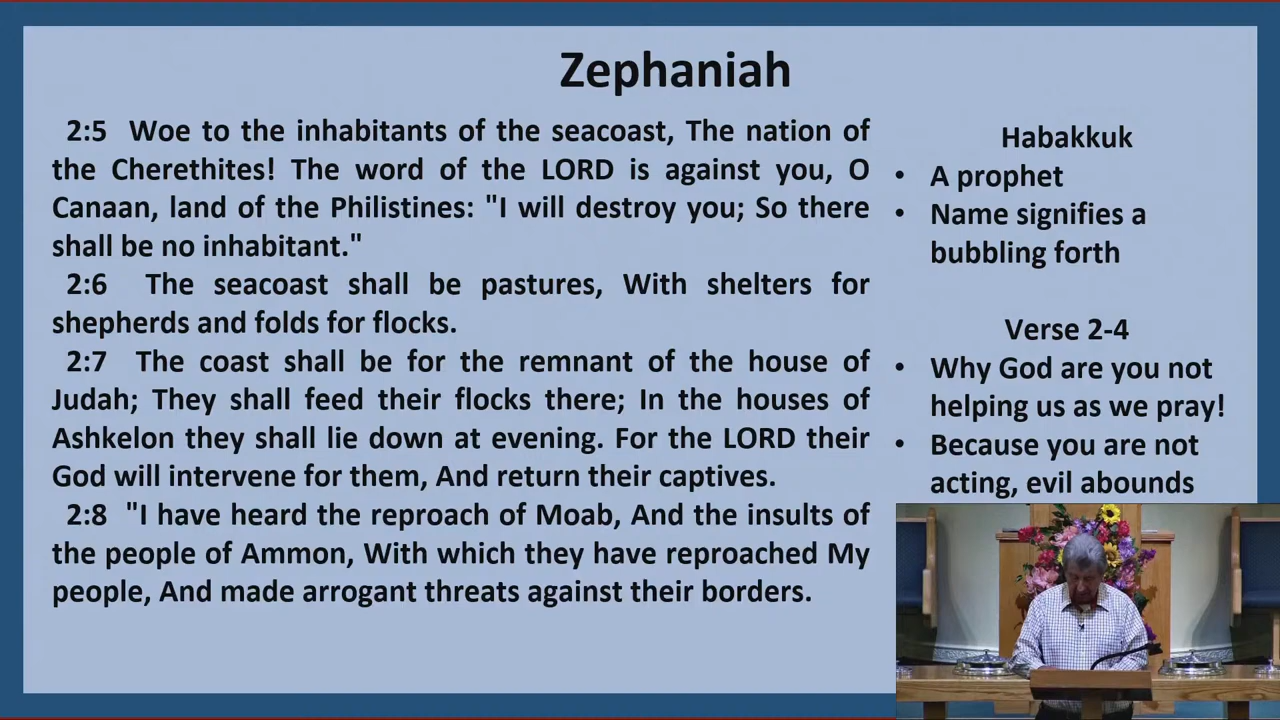 Zephaniah
2:5 Woe to the inhabitants of the seacoast, The nation of
the Cherethites! The word of the LORD is against you, O
Canaan, land of the Philistines: "I will destroy you; So there
shall be no inhabitant."
2:6 The seacoast shall be pastures, With shelters for
shepherds and folds for flocks.
2:7 The coast shall be for the remnant of the house of
Judah; They shall feed their flocks there; In the houses of
Ashkelon they shall lie down at evening. For the LORD their
God will intervene for them, And return their captives.
2:8 "I have heard the reproach of Moab, And the insults of
the people of Ammon, With which they have reproached My
people, And made arrogant threats against their borders.
Habakkuk
• A prophet
• Name signifies a
bubbling forth
Verse 2-4
• Why God are you not
helping us as we pray!
• Because you are not
acting, evil abounds